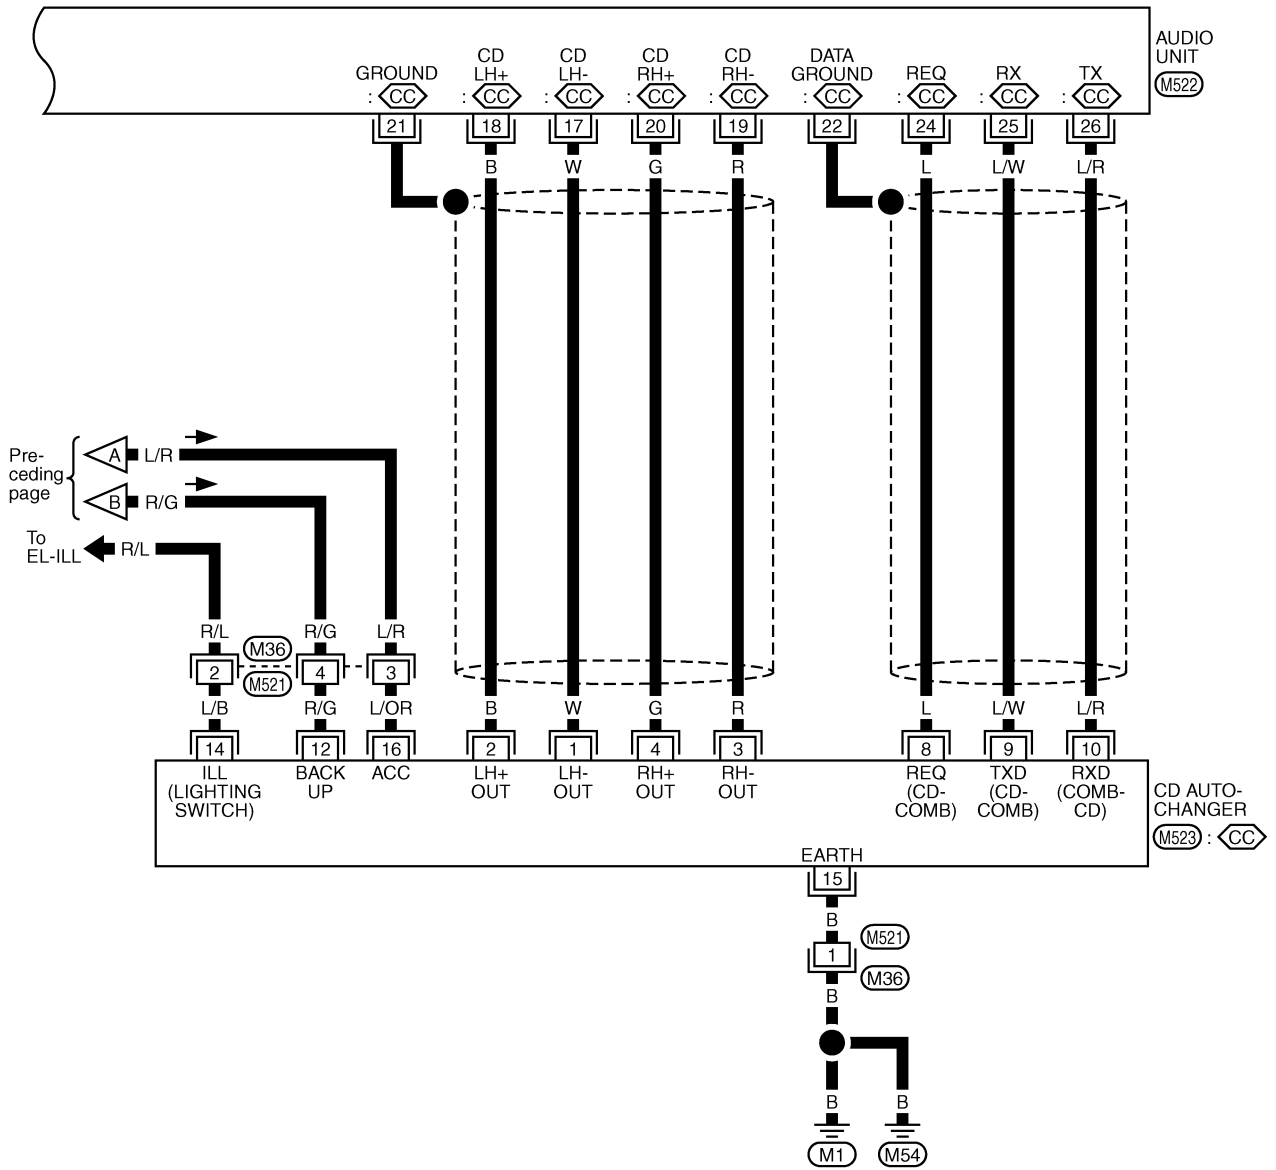 AUDIO
UNIT
M522
GROUND
CD
LH+
CD
LH-
CD
RH+
CD
RH-
DATA
GROUND
REQ
RX
TX
: CC
: CC
: CC
: CC
: CC
: CC
: CC
: CC
: CC
21
18
17
20
19
22
24
25
26
B
W
G
R
L
L/W
L/R
Pre-
ceding
page
A
L/R
B
R/G
To
EL-ILL
R/L
R/L
R/G
L/R
M36
2
4
3
M521
L/B
R/G
L/OR
B
W
G
R
L
L/W
L/R
14
12
16
2
1
4
3
8
9
10
ILL
(LIGHTING
SWITCH)
BACK
UP
ACC
LH+
OUT
LH-
OUT
RH+
OUT
RH-
OUT
REQ
(CD-
COMB)
TXD
(CD-
COMB)
RXD
(COMB-
CD)
CD AUTO-
CHANGER
M523 : CC
EARTH
15
B
M521
1
M36
B
B
B
M1
M54